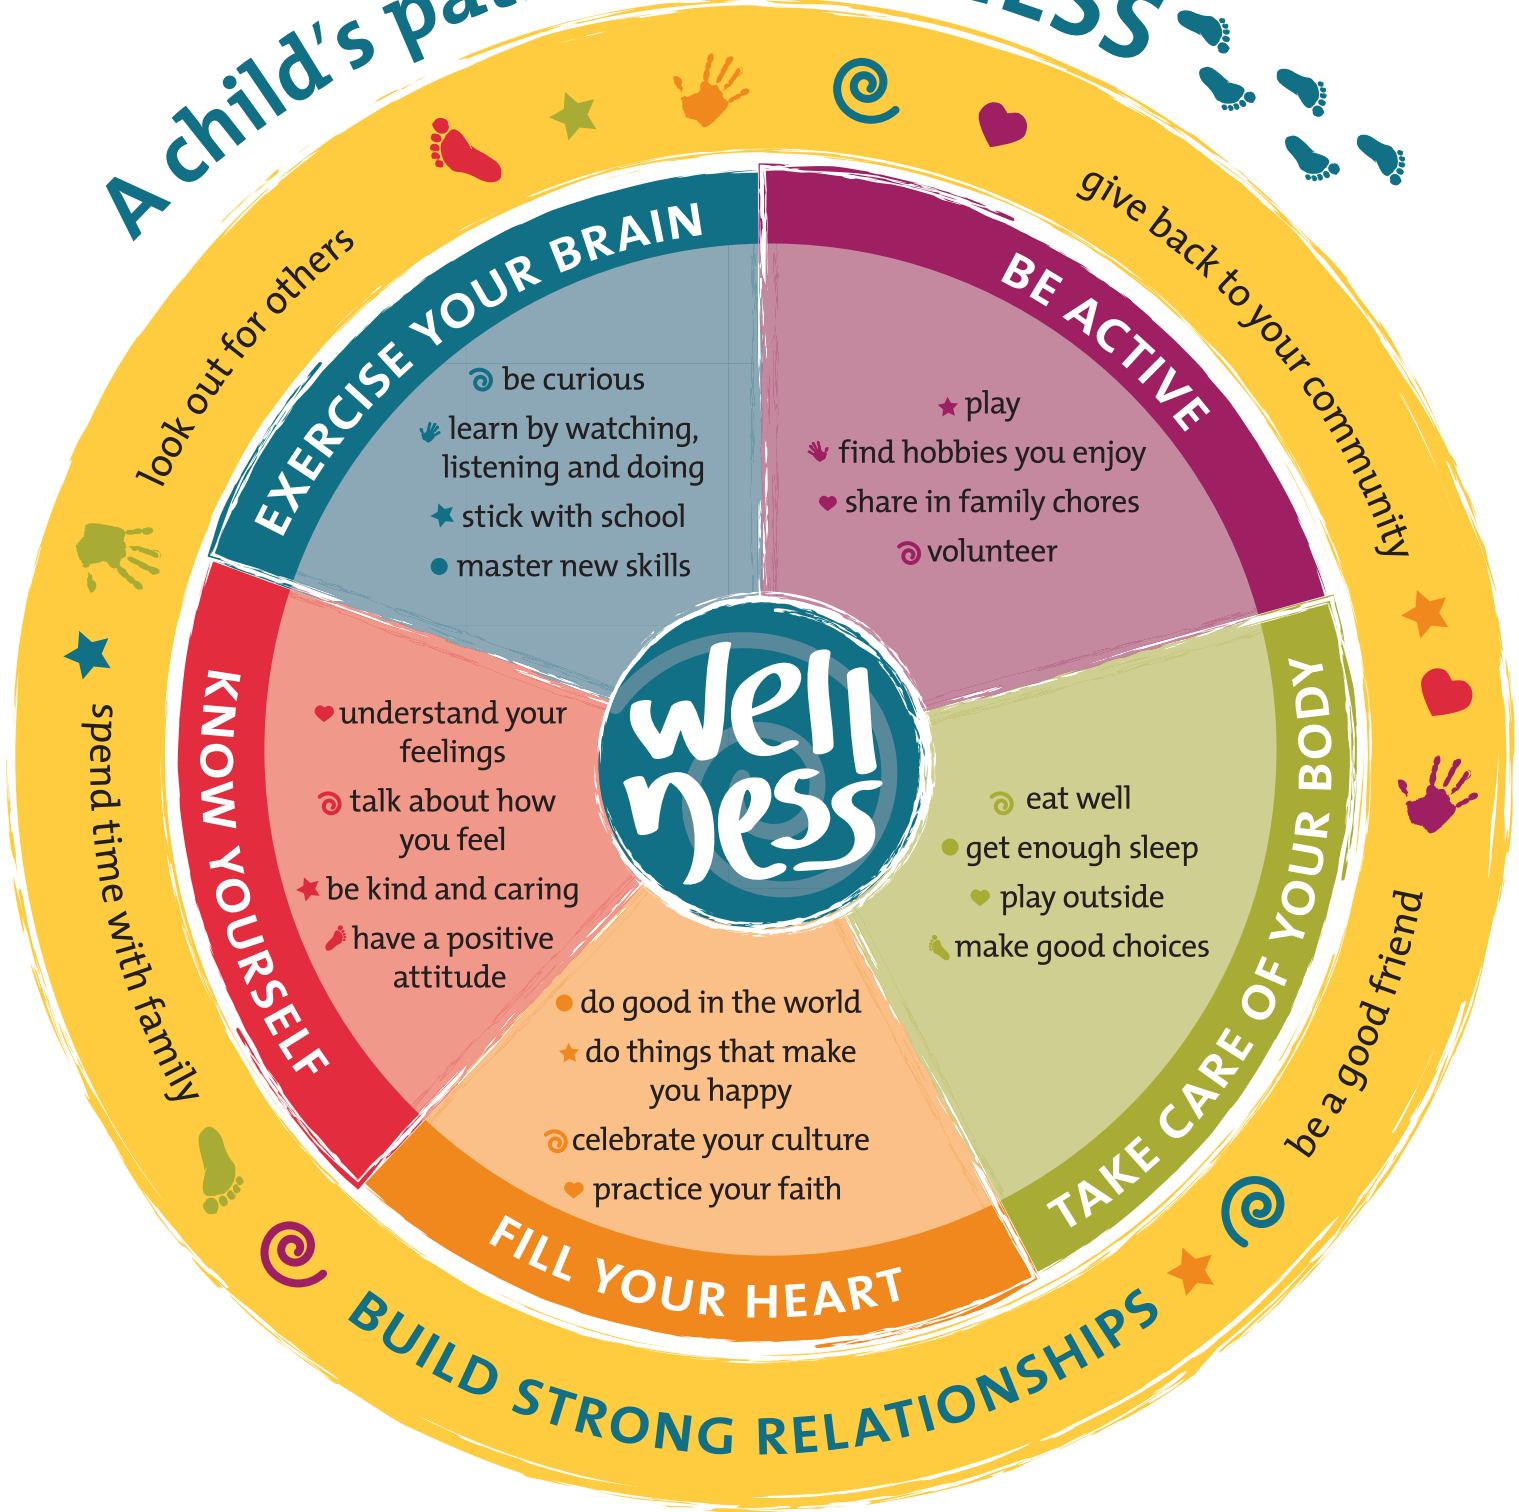 A child's
look out for others
give back to your community
spend time with family
be a good friend
BUILD STRONG RELATIONSHIPS
EXERCISE YOUR BRAIN
be curious
learn by watching,
listening and doing
stick with school
master new skills
BE ACTIVE
play
find hobbies you enjoy
share in family chores
volunteer
TAKE CARE OF YOUR BODY
eat well
get enough sleep
play outside
make good choices
FILL YOUR HEART
do good in the world
do things that make
you happy
celebrate your culture
practice your faith
KNOW YOURSELF
understand your
feelings
talk about how
you feel
be kind and caring
have a positive
attitude
well
ness